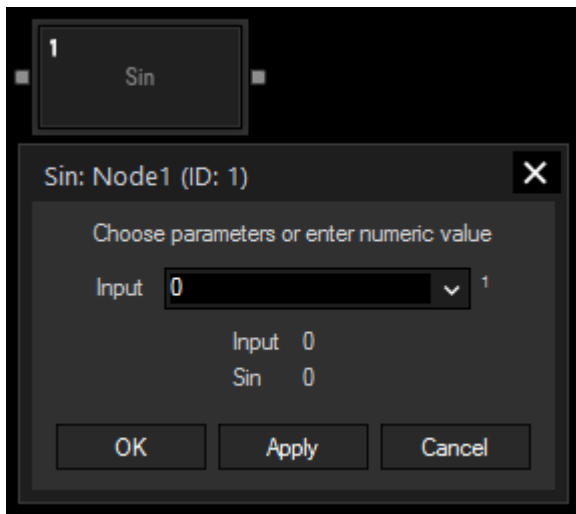 1
Sin
Sin: Node1 (ID: 1)
Choose parameters or enter numeric value
Input 0 1
Input 0
Sin 0
OK Apply Cancel